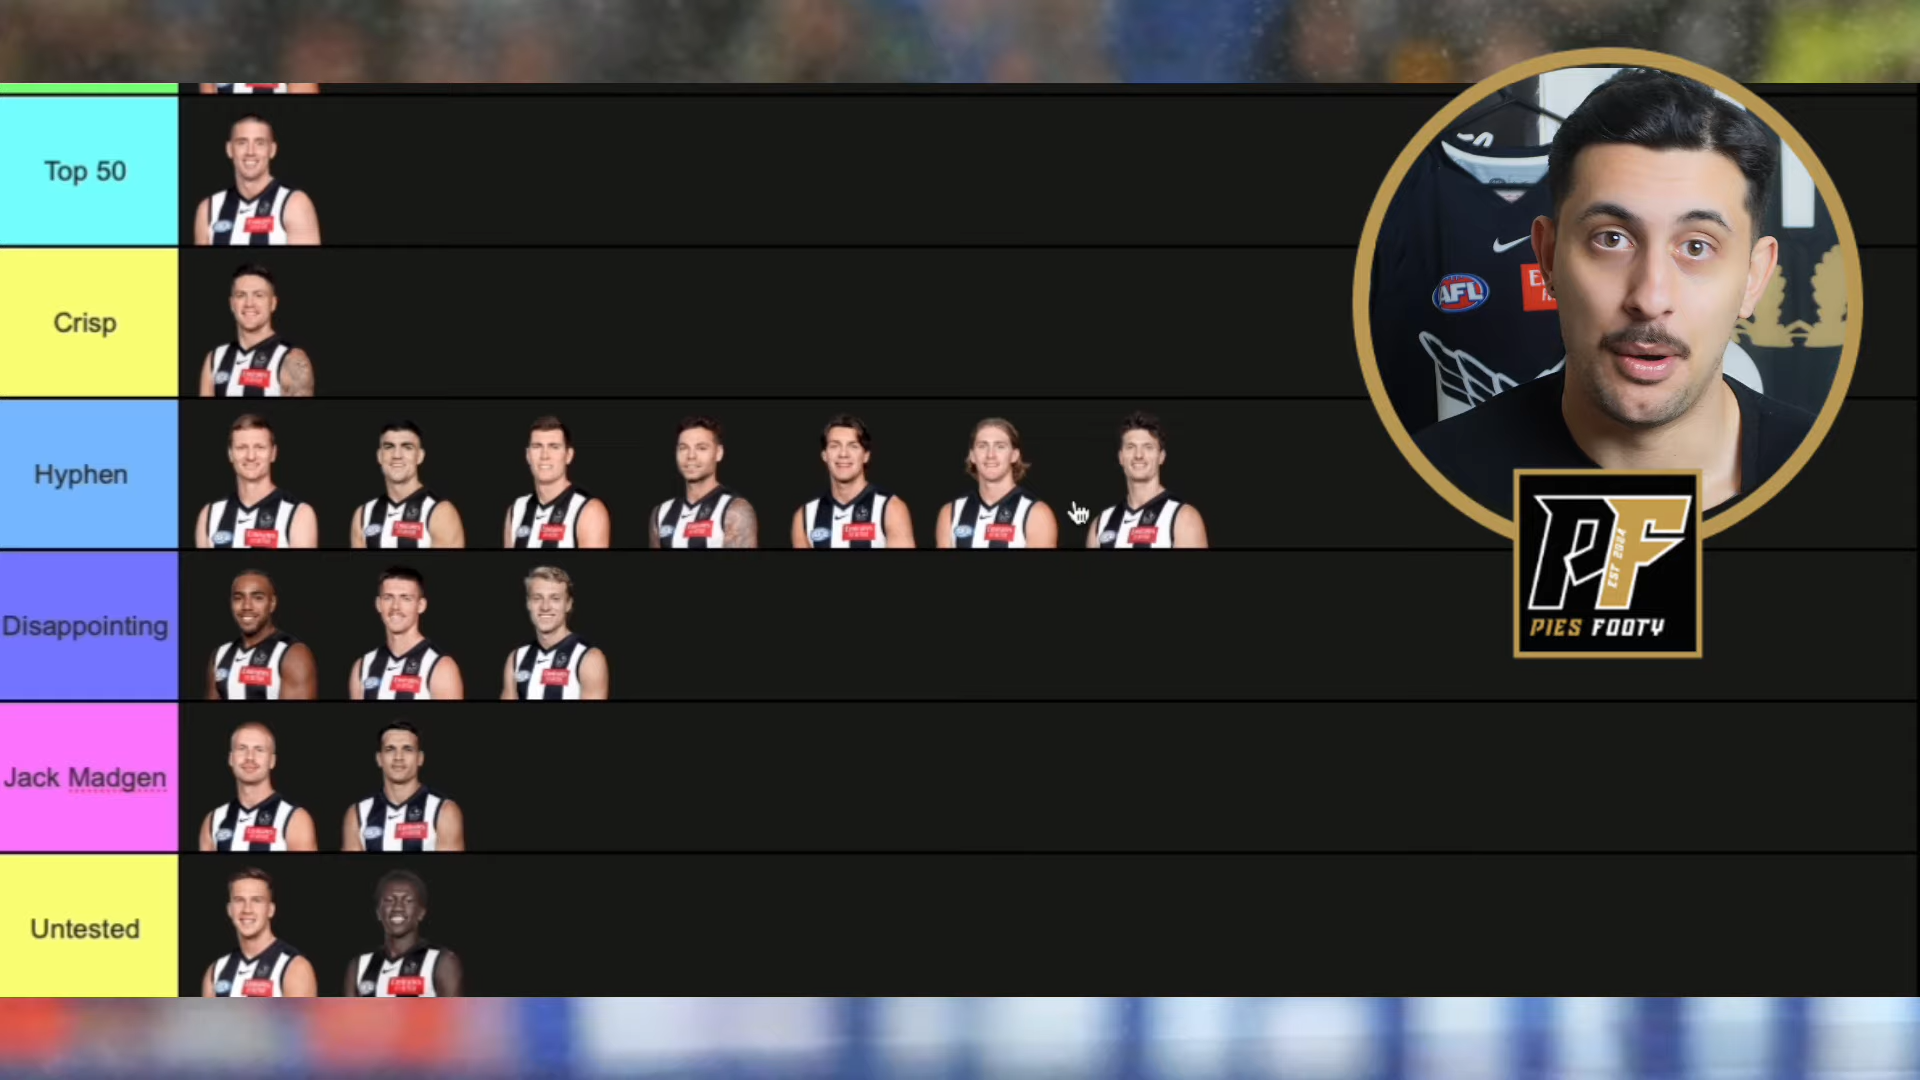 Top 50
Crisp
Hyphen
Disappointing
Jack Madgen
Untested
AFL
PF
EST 2024
PIES FOOTY